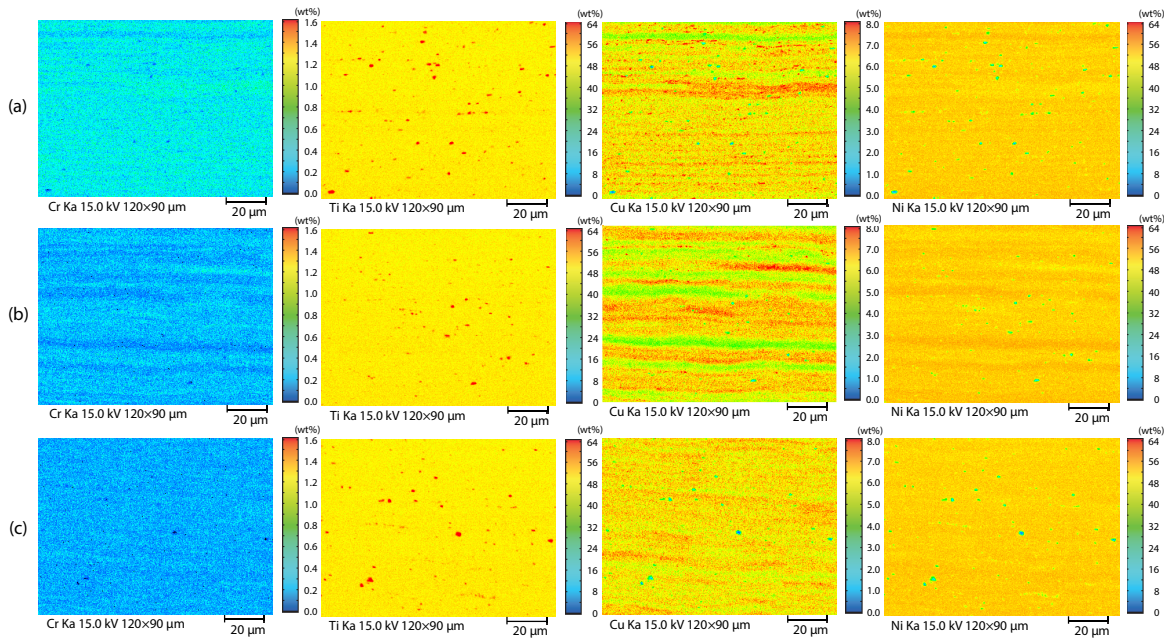 (a)
(wt%)
1.6
1.4
1.2
1.0
0.8
0.6
0.4
0.2
0.0
Cr Ka 15.0 kV 120×90 µm
20 µm
(wt%)
64
56
48
40
32
24
16
8
0
Ti Ka 15.0 kV 120×90 µm
20 µm
(wt%)
8.0
7.0
6.0
5.0
4.0
3.0
2.0
1.0
0.0
Cu Ka 15.0 kV 120×90 µm
20 µm
(wt%)
64
56
48
40
32
24
16
8
0
Ni Ka 15.0 kV 120×90 µm
20 µm
(b)
(wt%)
1.6
1.4
1.2
1.0
0.8
0.6
0.4
0.2
0.0
Cr Ka 15.0 kV 120×90 µm
20 µm
(wt%)
64
56
48
40
32
24
16
8
0
Ti Ka 15.0 kV 120×90 µm
20 µm
(wt%)
8.0
7.0
6.0
5.0
4.0
3.0
2.0
1.0
0.0
Cu Ka 15.0 kV 120×90 µm
20 µm
(wt%)
64
56
48
40
32
24
16
8
0
Ni Ka 15.0 kV 120×90 µm
20 µm
(c)
(wt%)
1.6
1.4
1.2
1.0
0.8
0.6
0.4
0.2
0.0
Cr Ka 15.0 kV 120×90 µm
20 µm
(wt%)
64
56
48
40
32
24
16
8
0
Ti Ka 15.0 kV 120×90 µm
20 µm
(wt%)
8.0
7.0
6.0
5.0
4.0
3.0
2.0
1.0
0.0
Cu Ka 15.0 kV 120×90 µm
20 µm
(wt%)
64
56
48
40
32
24
16
8
0
Ni Ka 15.0 kV 120×90 µm
20 µm